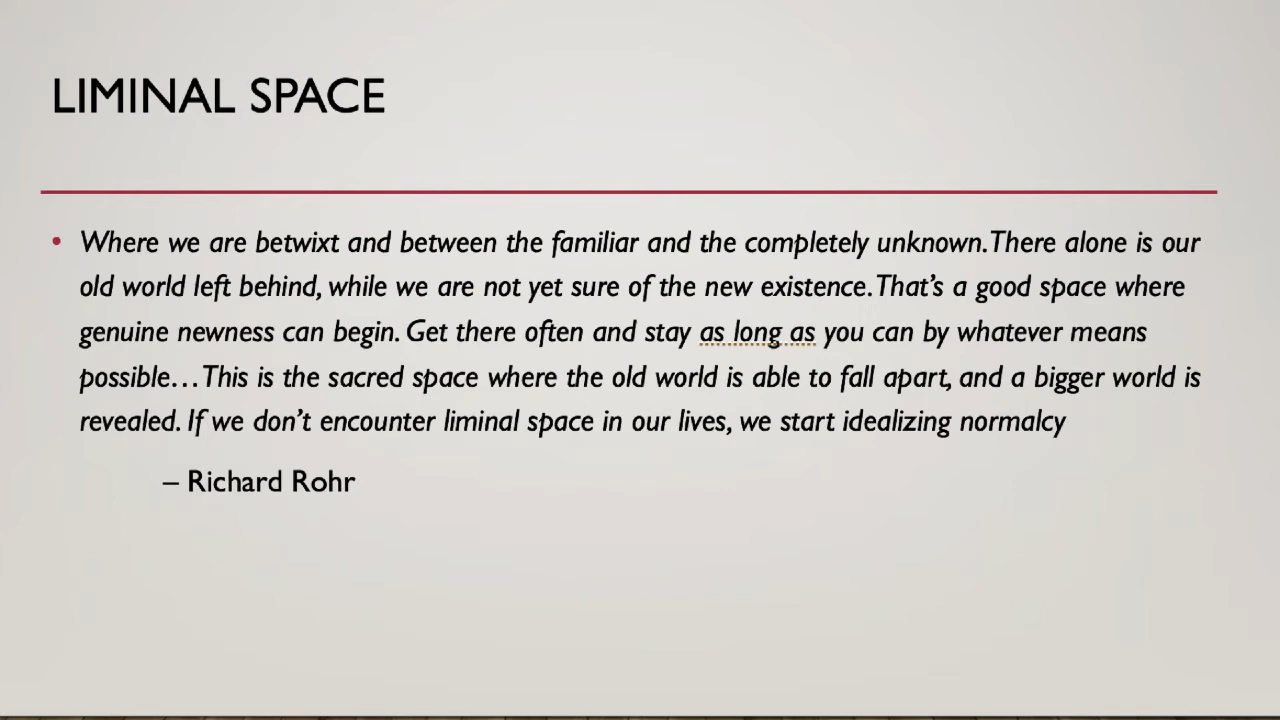 LIMINAL SPACE
• Where we are betwixt and between the familiar and the completely unknown. There alone is our
old world left behind, while we are not yet sure of the new existence. That’s a good space where
genuine newness can begin. Get there often and stay as long as you can by whatever means
possible…This is the sacred space where the old world is able to fall apart, and a bigger world is
revealed. If we don’t encounter liminal space in our lives, we start idealizing normalcy
– Richard Rohr